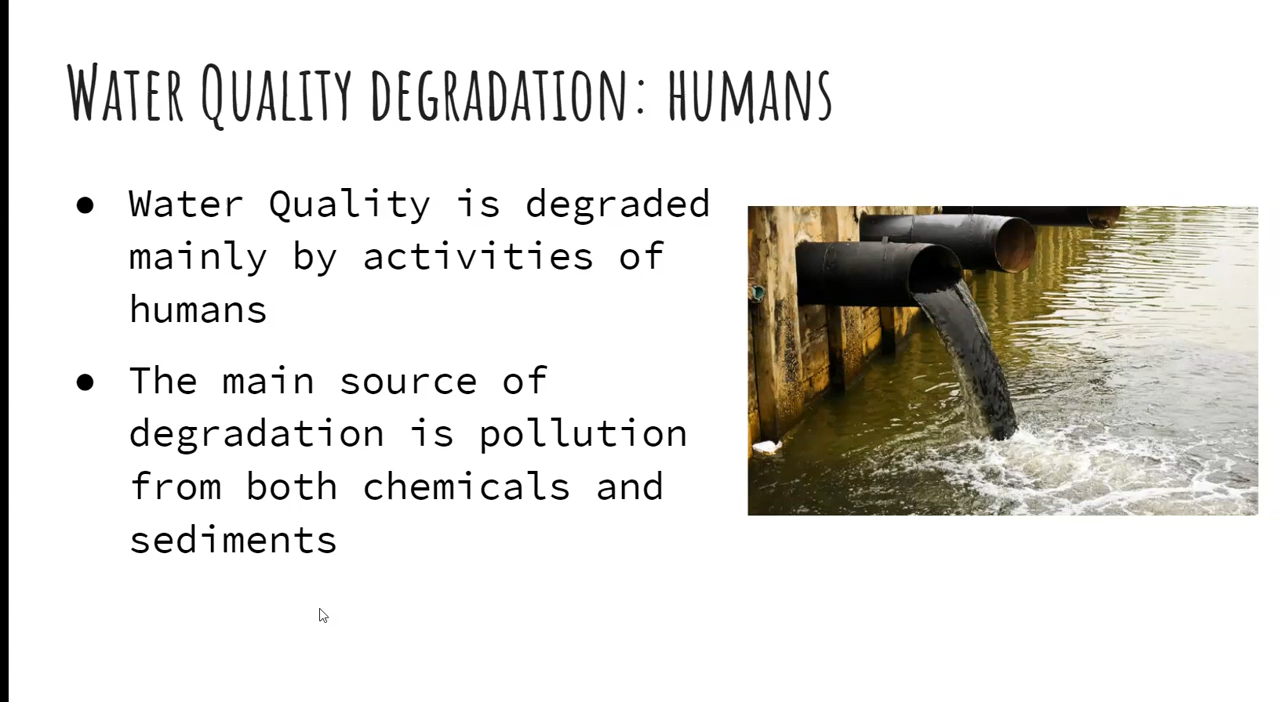 Water Quality degradation: humans
● Water Quality is degraded
mainly by activities of
humans
● The main source of
degradation is pollution
from both chemicals and
sediments